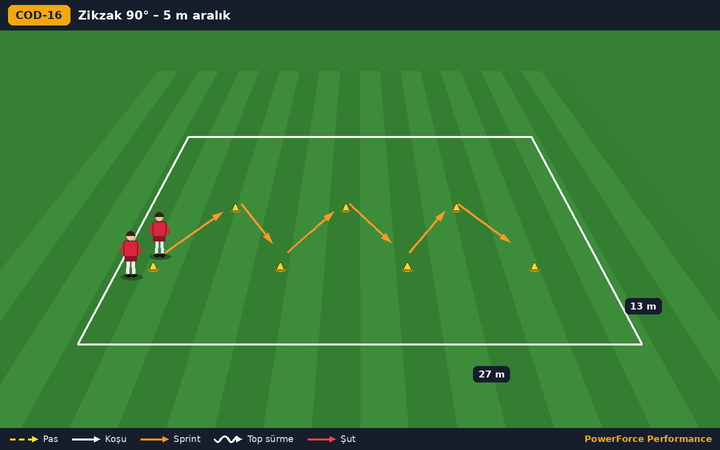 COD-16 Zikzak 90° – 5 m aralık
13 m
27 m
Pas Koşu Sprint Top sürme Şut PowerForce Performance